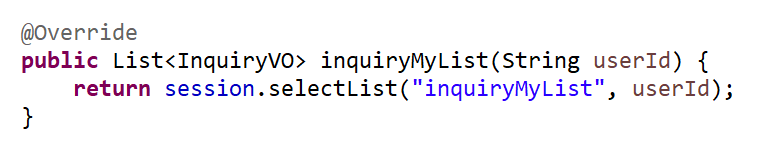 @Override
public List<InquiryVO> inquiryMyList(String userId) {
    return session.selectList("inquiryMyList", userId);
}